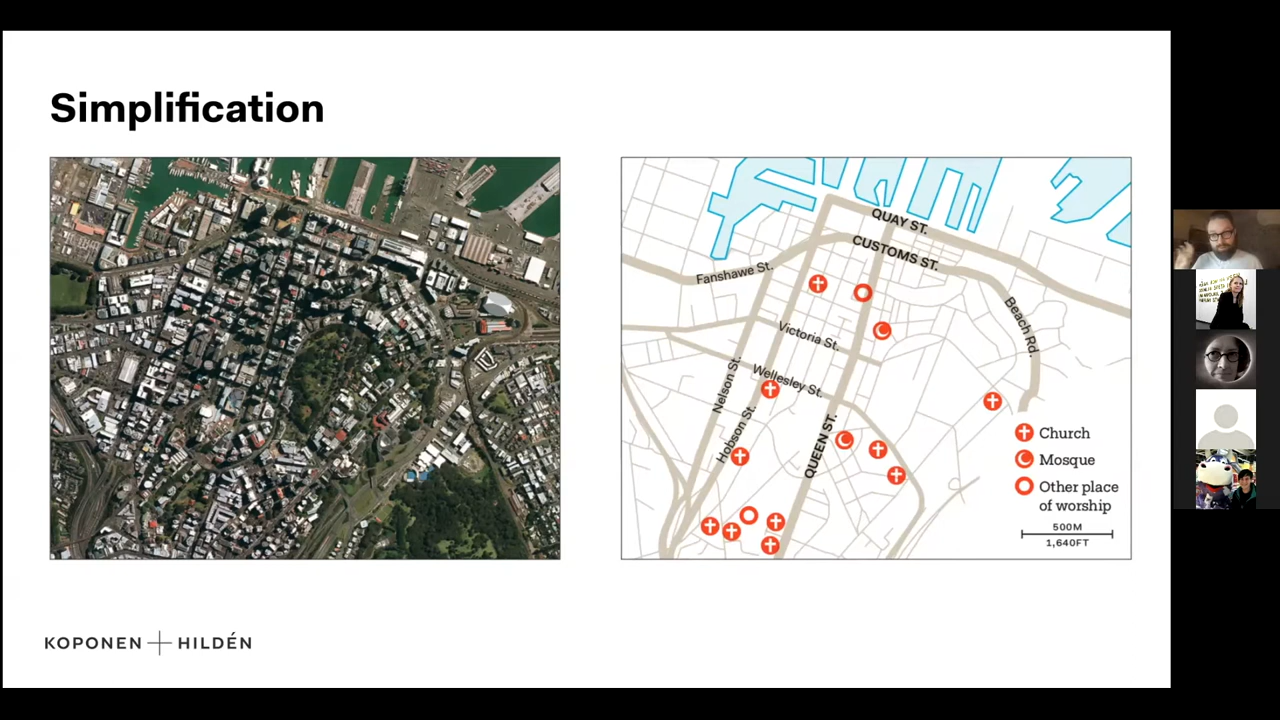 Simplification
QUAY ST.
CUSTOMS ST.
Fanshawe St.
Beach Rd.
Victoria St.
Wellesley St.
Nelson St.
Hobson St.
QUEEN ST.
Church
Mosque
Other place
of worship
500M
1,640FT
KOPONEN HILDÉN